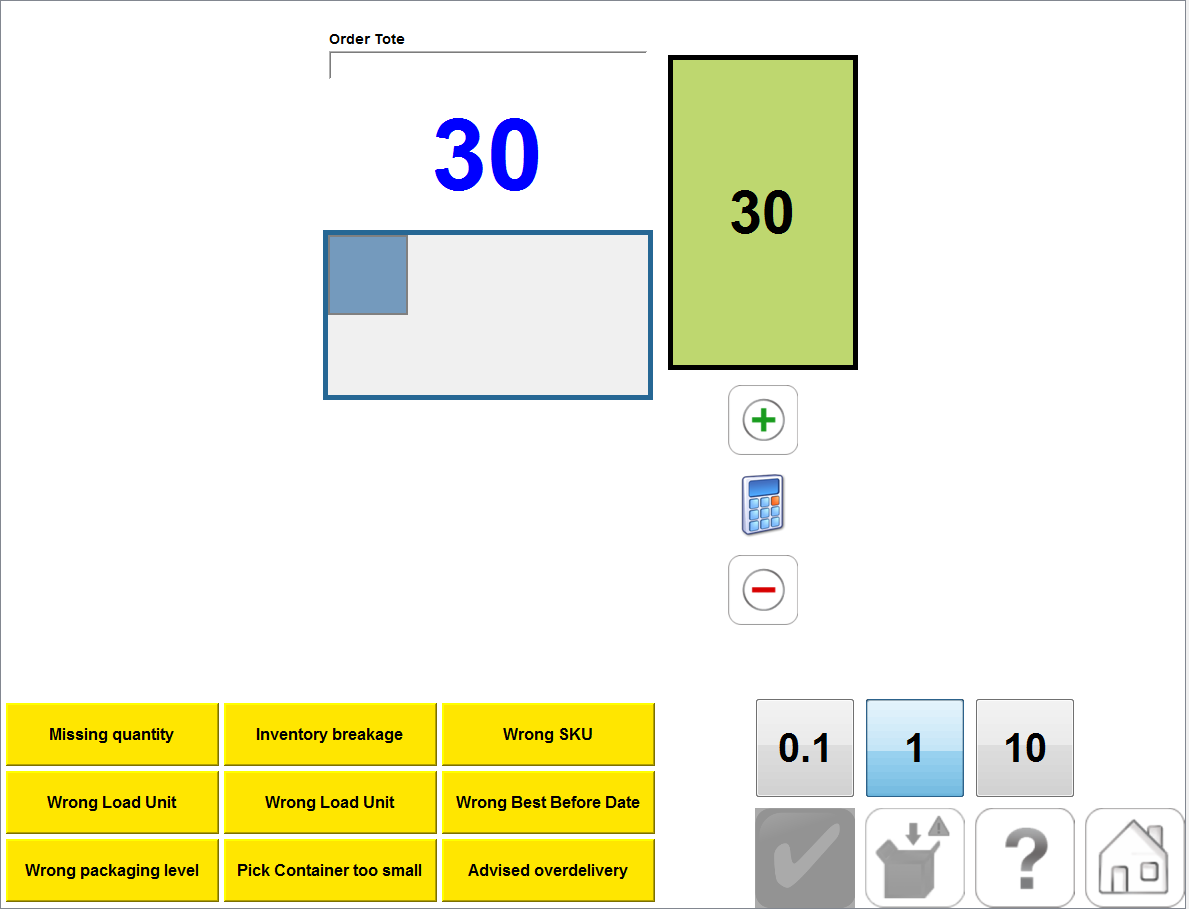 Order Tote
30
30
Missing quantity
Inventory breakage
Wrong SKU
Wrong Load Unit
Wrong Load Unit
Wrong Best Before Date
Wrong packaging level
Pick Container too small
Advised overdelivery
0.1
1
10
?